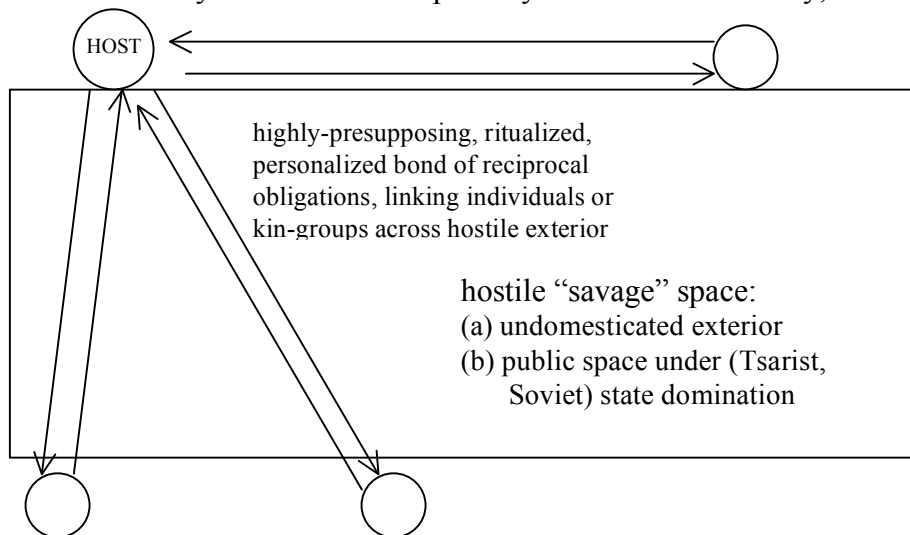 HOST
highly-presupposing, ritualized,
personalized bond of reciprocal
obligations, linking individuals or
kin-groups across hostile exterior
hostile “savage” space:
(a) undomesticated exterior
(b) public space under (Tsarist,
Soviet) state domination